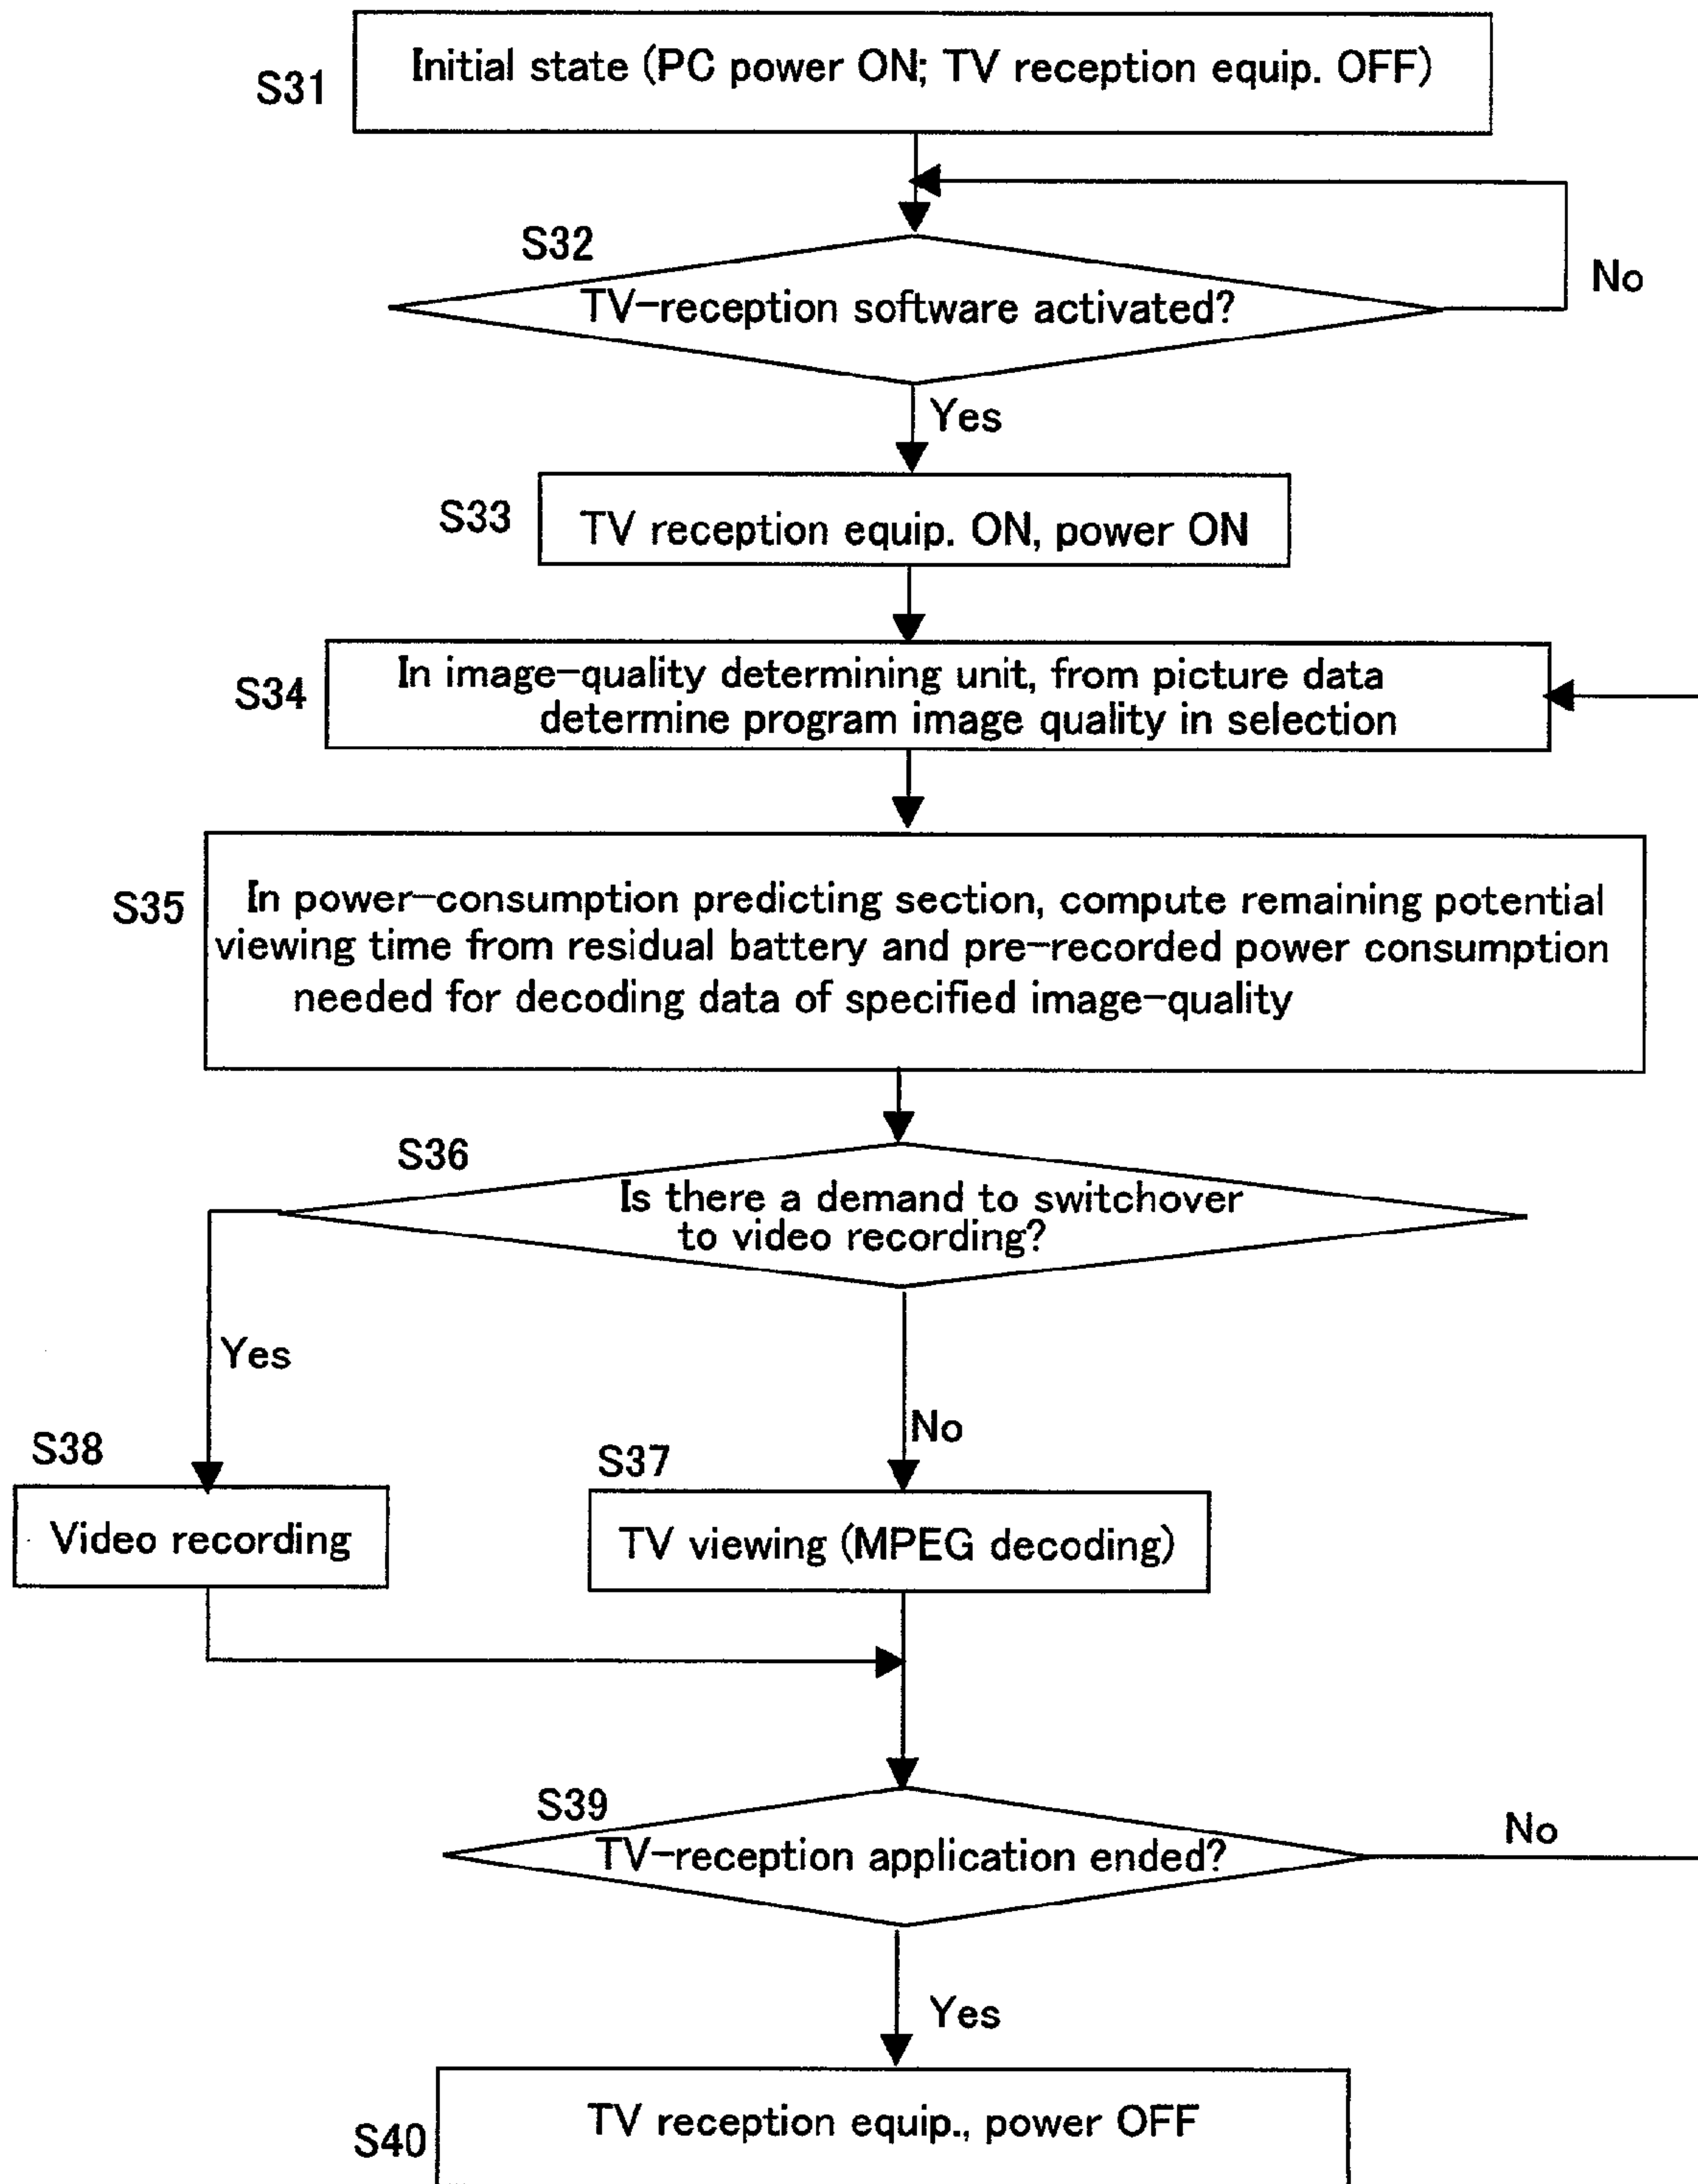 S31
Initial state (PC power ON; TV reception equip. OFF)
S32
TV-reception software activated?
No
Yes
S33
TV reception equip. ON, power ON
S34
In image-quality determining unit, from picture data
determine program image quality in selection
S35
In power-consumption predicting section, compute remaining potential
viewing time from residual battery and pre-recorded power consumption
needed for decoding data of specified image-quality
S36
Is there a demand to switchover
to video recording?
Yes
No
S38
Video recording
S37
TV viewing (MPEG decoding)
S39
TV-reception application ended?
No
Yes
S40
TV reception equip., power OFF